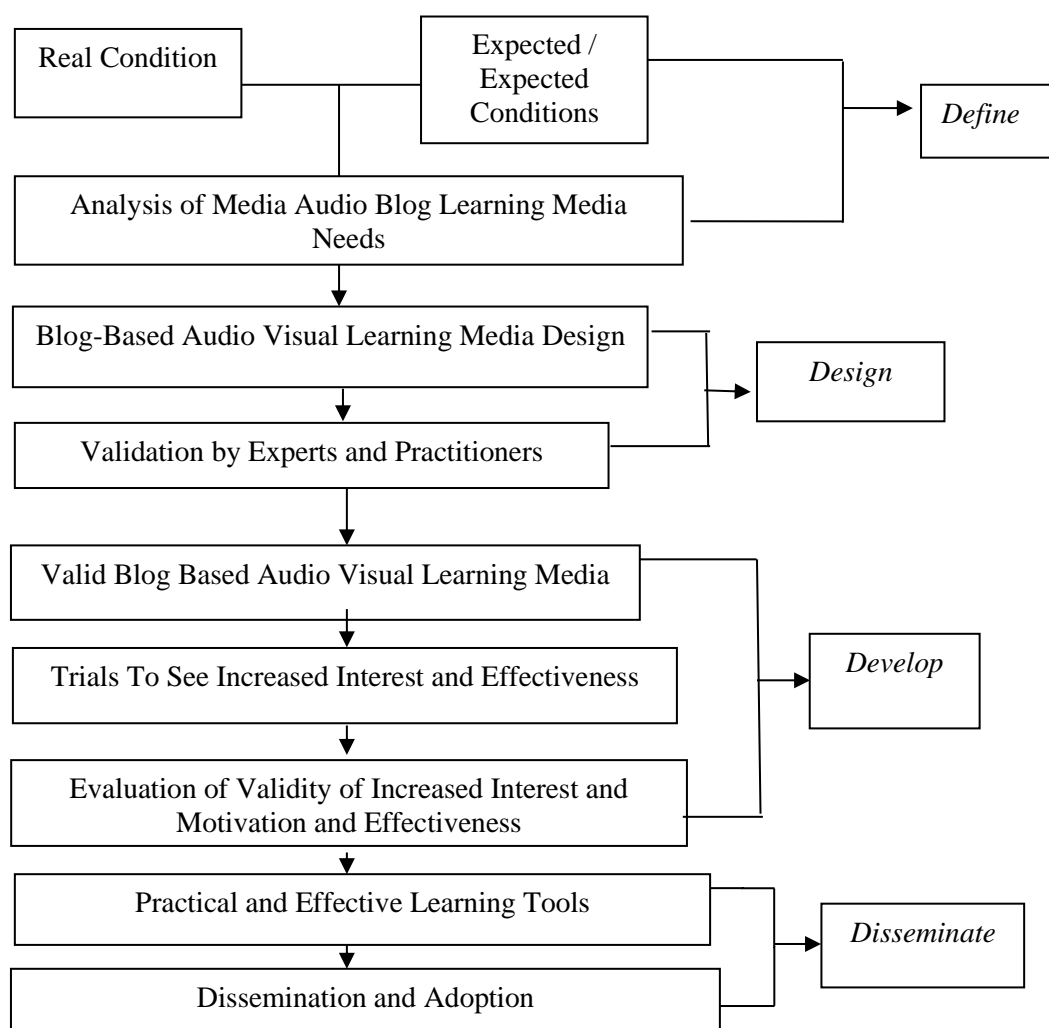 Real Condition
Expected /
Expected
Conditions
Define
Analysis of Media Audio Blog Learning Media
Needs
Blog-Based Audio Visual Learning Media Design
Design
Validation by Experts and Practitioners
Valid Blog Based Audio Visual Learning Media
Trials To See Increased Interest and Effectiveness
Develop
Evaluation of Validity of Increased Interest and
Motivation and Effectiveness
Practical and Effective Learning Tools
Disseminate
Dissemination and Adoption